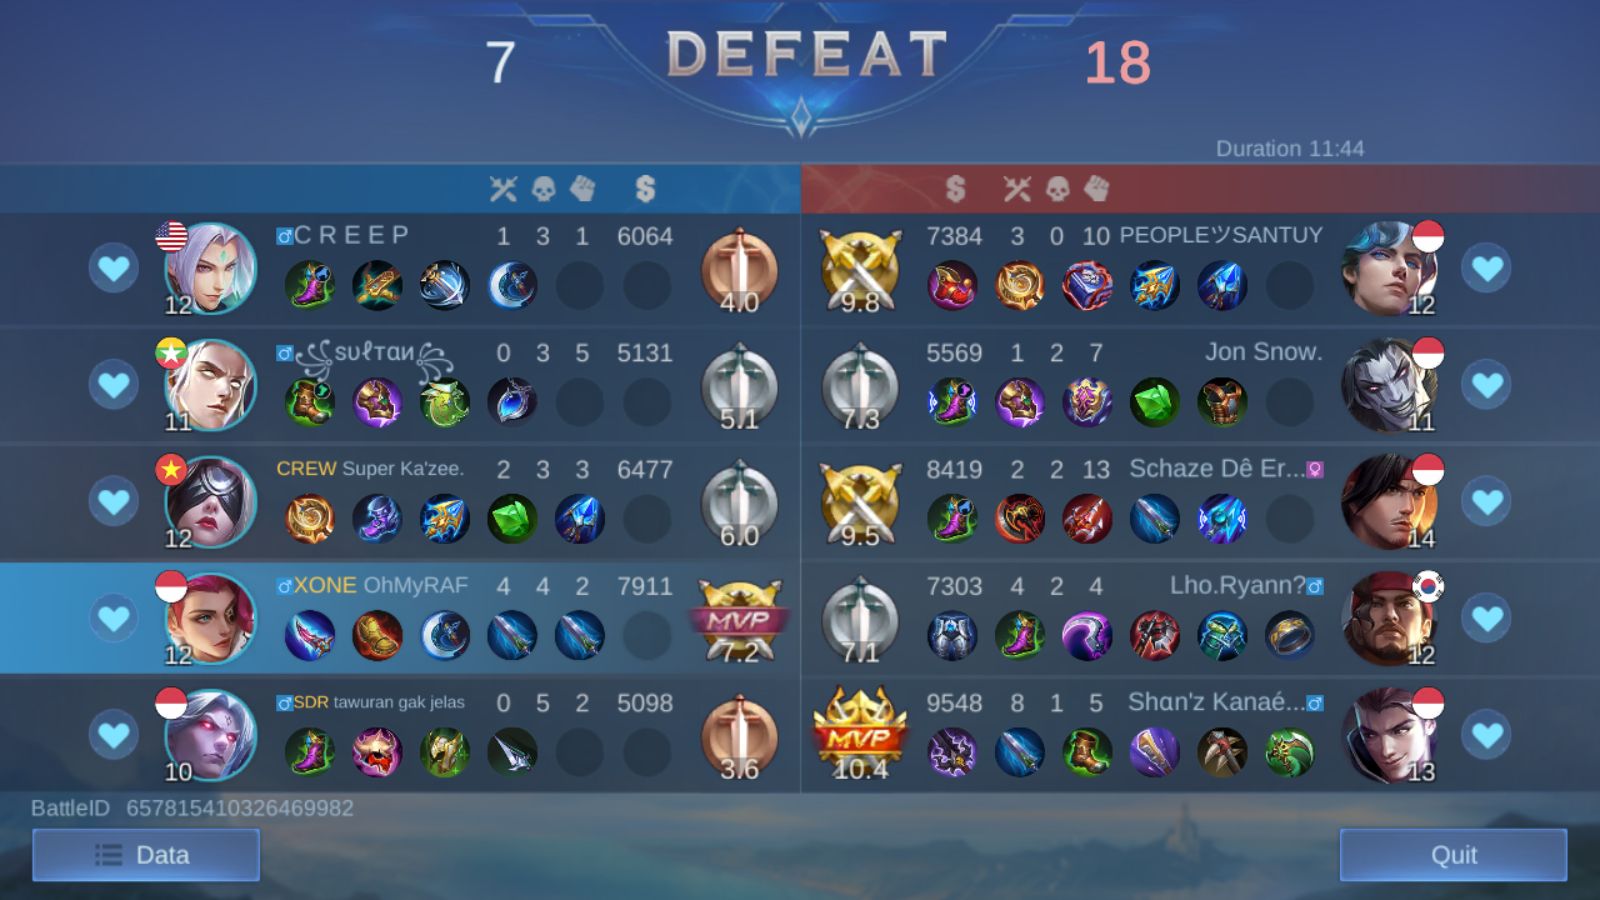 7 DEFEAT 18
Duration 11:44
C R E E P 1 3 1 6064
12 4.0
7384 3 0 10 PEOPLEツSANTUY
9.8 12
sυℓтαи 0 3 5 5131
11 5.1
5569 1 2 7 Jon Snow.
7.3 11
CREW Super Ka'zee. 2 3 3 6477
12 6.0
8419 2 2 13 Schaze Dê Er...
9.5 14
XONE OhMyRAF 4 4 2 7911
12 MVP 7.2
7303 4 2 4 Lho.Ryann?
7.1 12
SDR tawuran gak jelas 0 5 2 5098
10 3.6
9548 8 1 5 Shɑn'z Kanaé...
MVP 10.4 13
BattleID 657815410326469982
Data
Quit